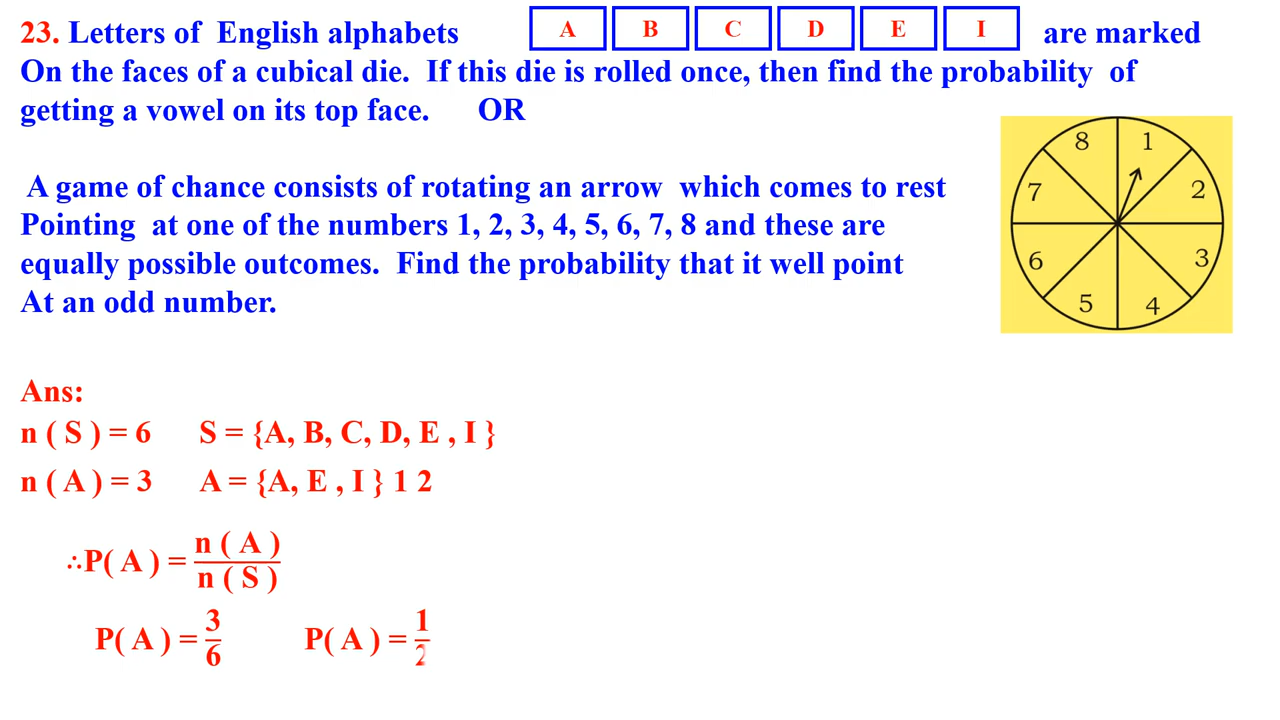 23. Letters of English alphabets A B C D E I are marked
On the faces of a cubical die. If this die is rolled once, then find the probability of
getting a vowel on its top face. OR
A game of chance consists of rotating an arrow which comes to rest
Pointing at one of the numbers 1, 2, 3, 4, 5, 6, 7, 8 and these are
equally possible outcomes. Find the probability that it well point
At an odd number.
8 1
7 2
6 3
5 4
Ans:
n ( S ) = 6 S = {A, B, C, D, E , I }
n ( A ) = 3 A = {A, E , I } 1 2
∴P( A ) = n ( A ) / n ( S )
P( A ) = 3/6 P( A ) = 1/2